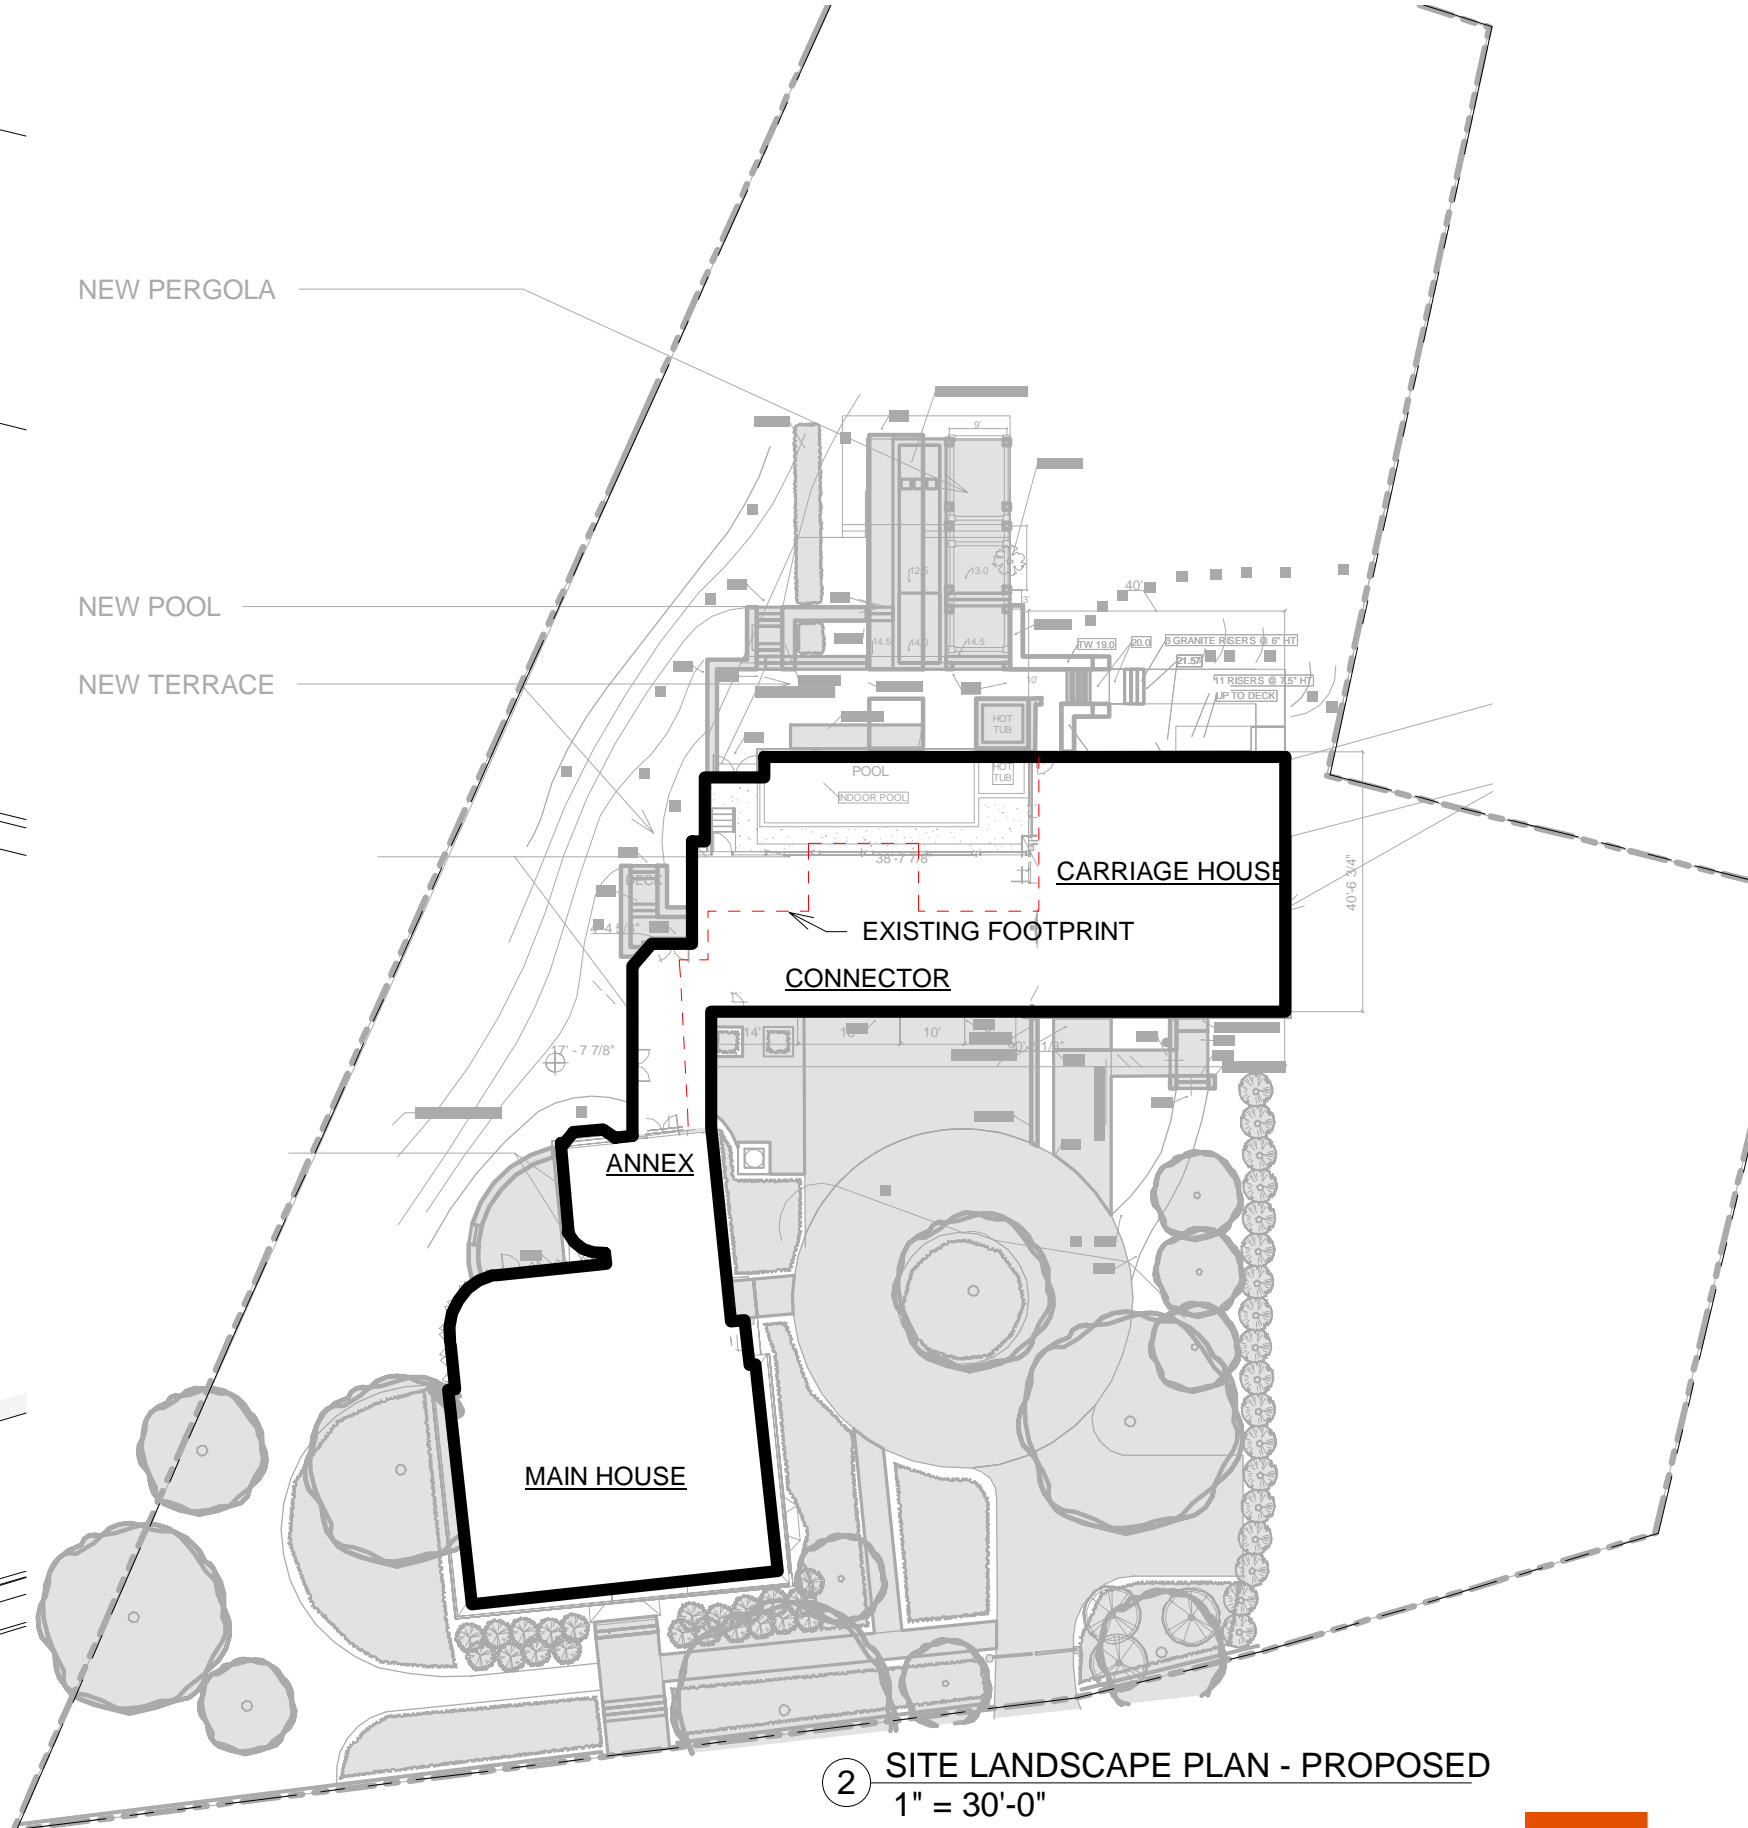 NEW PERGOLA
9'
NEW POOL
12.5
13.0
40'
3'
14.5
14.0
14.5
TW 19.0
20.0
8 GRANITE RISERS @ 6" HT
21.57
NEW TERRACE
10'
11 RISERS @ 7.5" HT
UP TO DECK
HOT
TUB
POOL
HOT
TUB
INDOOR POOL
38'-7 7/8"
CARRIAGE HOUSE
40'-6 3/4"
DECK
EXISTING FOOTPRINT
CONNECTOR
14'
10'
17' - 7 7/8"
ANNEX
MAIN HOUSE
2
SITE LANDSCAPE PLAN - PROPOSED
1" = 30'-0"